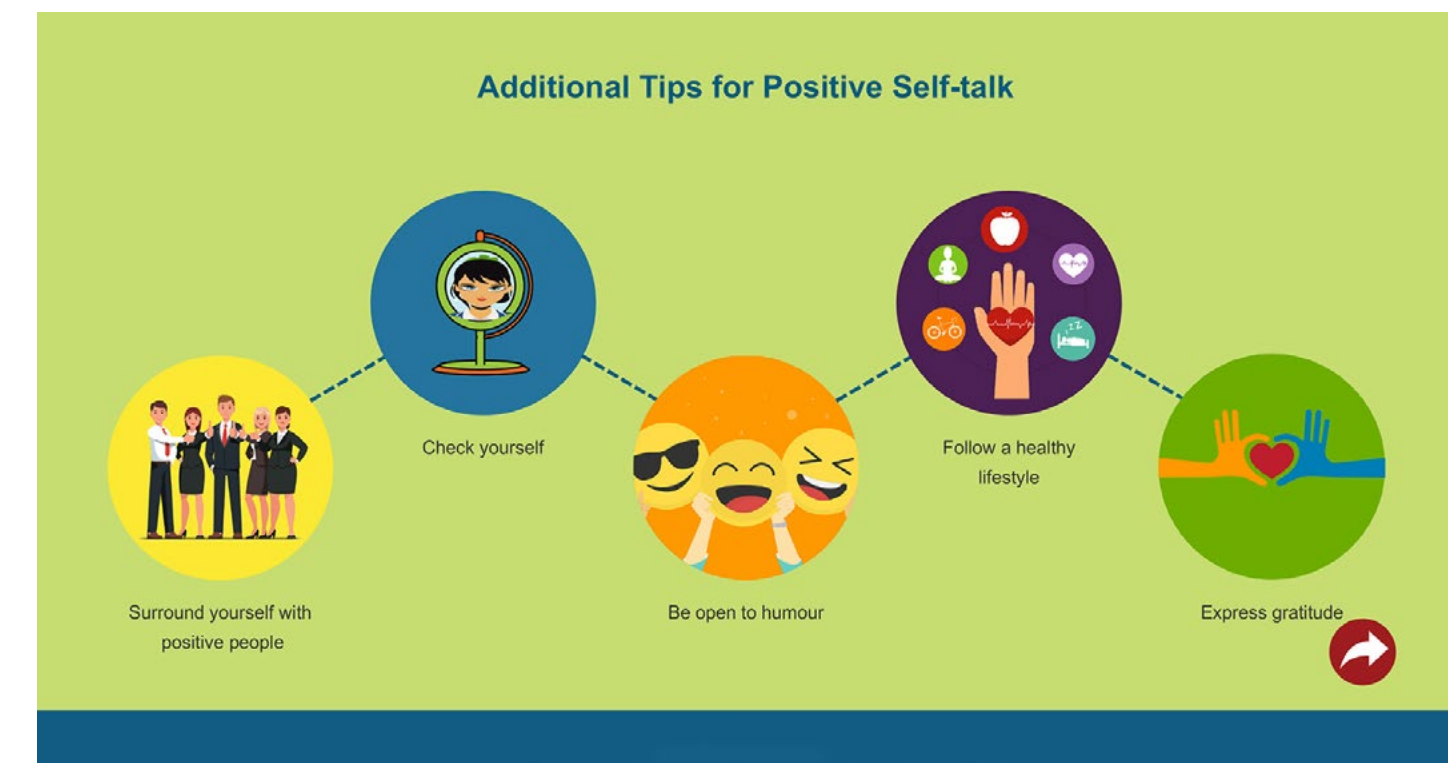 Additional Tips for Positive Self-talk
Surround yourself with
positive people
Check yourself
Be open to humour
Follow a healthy
lifestyle
Express gratitude